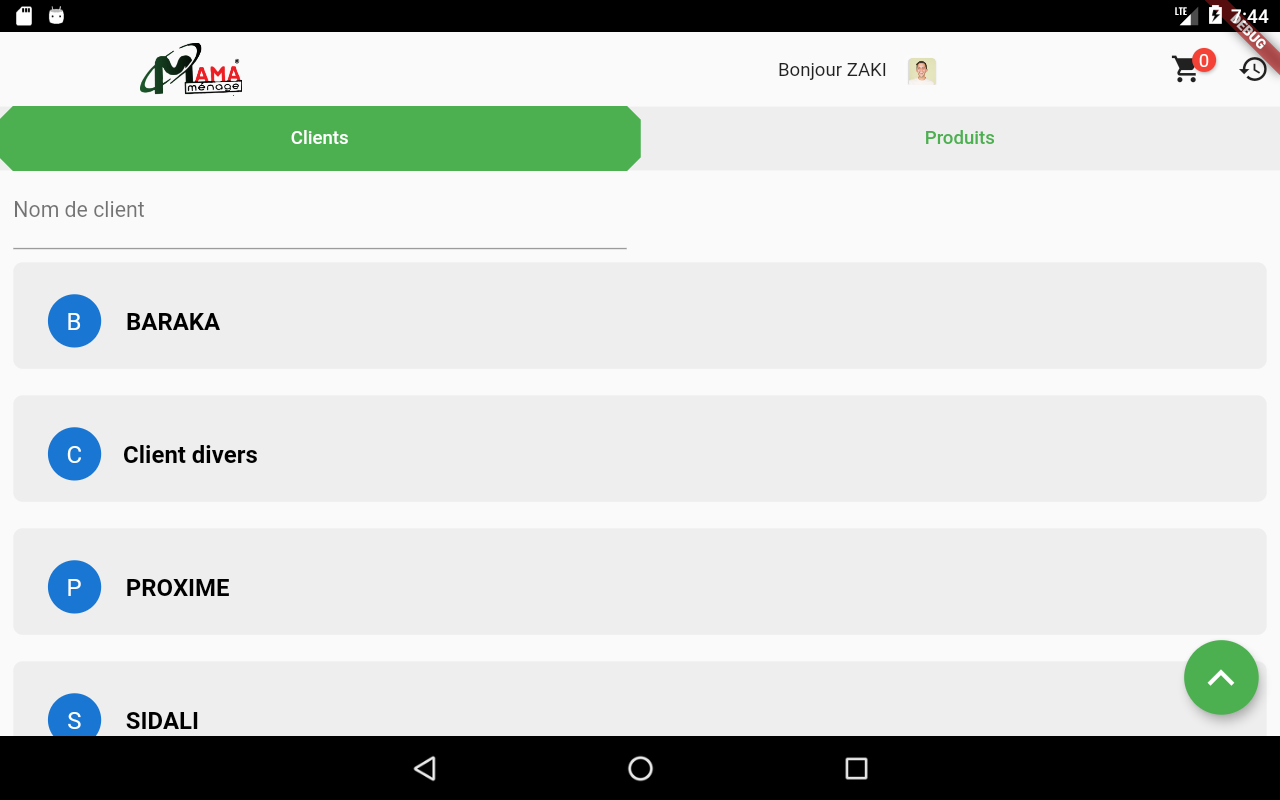 LTE 7:44
DEBUG
MAMA
ménage
Bonjour ZAKI
0
Clients
Produits
Nom de client
B
BARAKA
C
Client divers
P
PROXIME
S
SIDALI